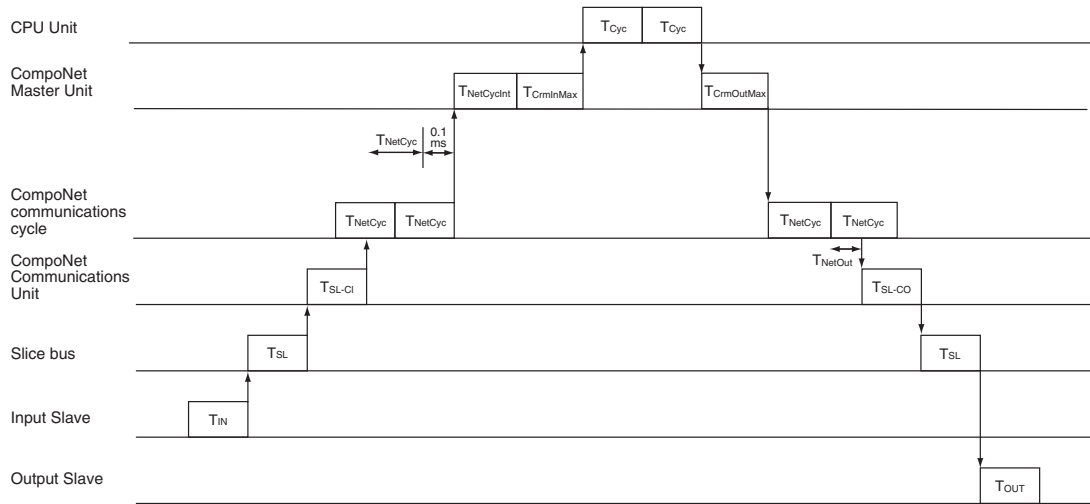 CPU Unit
TCyc TCyc
CompoNet
Master Unit
TNetCycInt TCrmInMax TCrmOutMax
TNetCyc 0.1
ms
CompoNet
communications
cycle
TNetCyc TNetCyc TNetCyc TNetCyc
TNetOut
CompoNet
Communications
Unit
TSL-CI TSL-CO
Slice bus
TSL TSL
Input Slave
TIN
Output Slave
TOUT